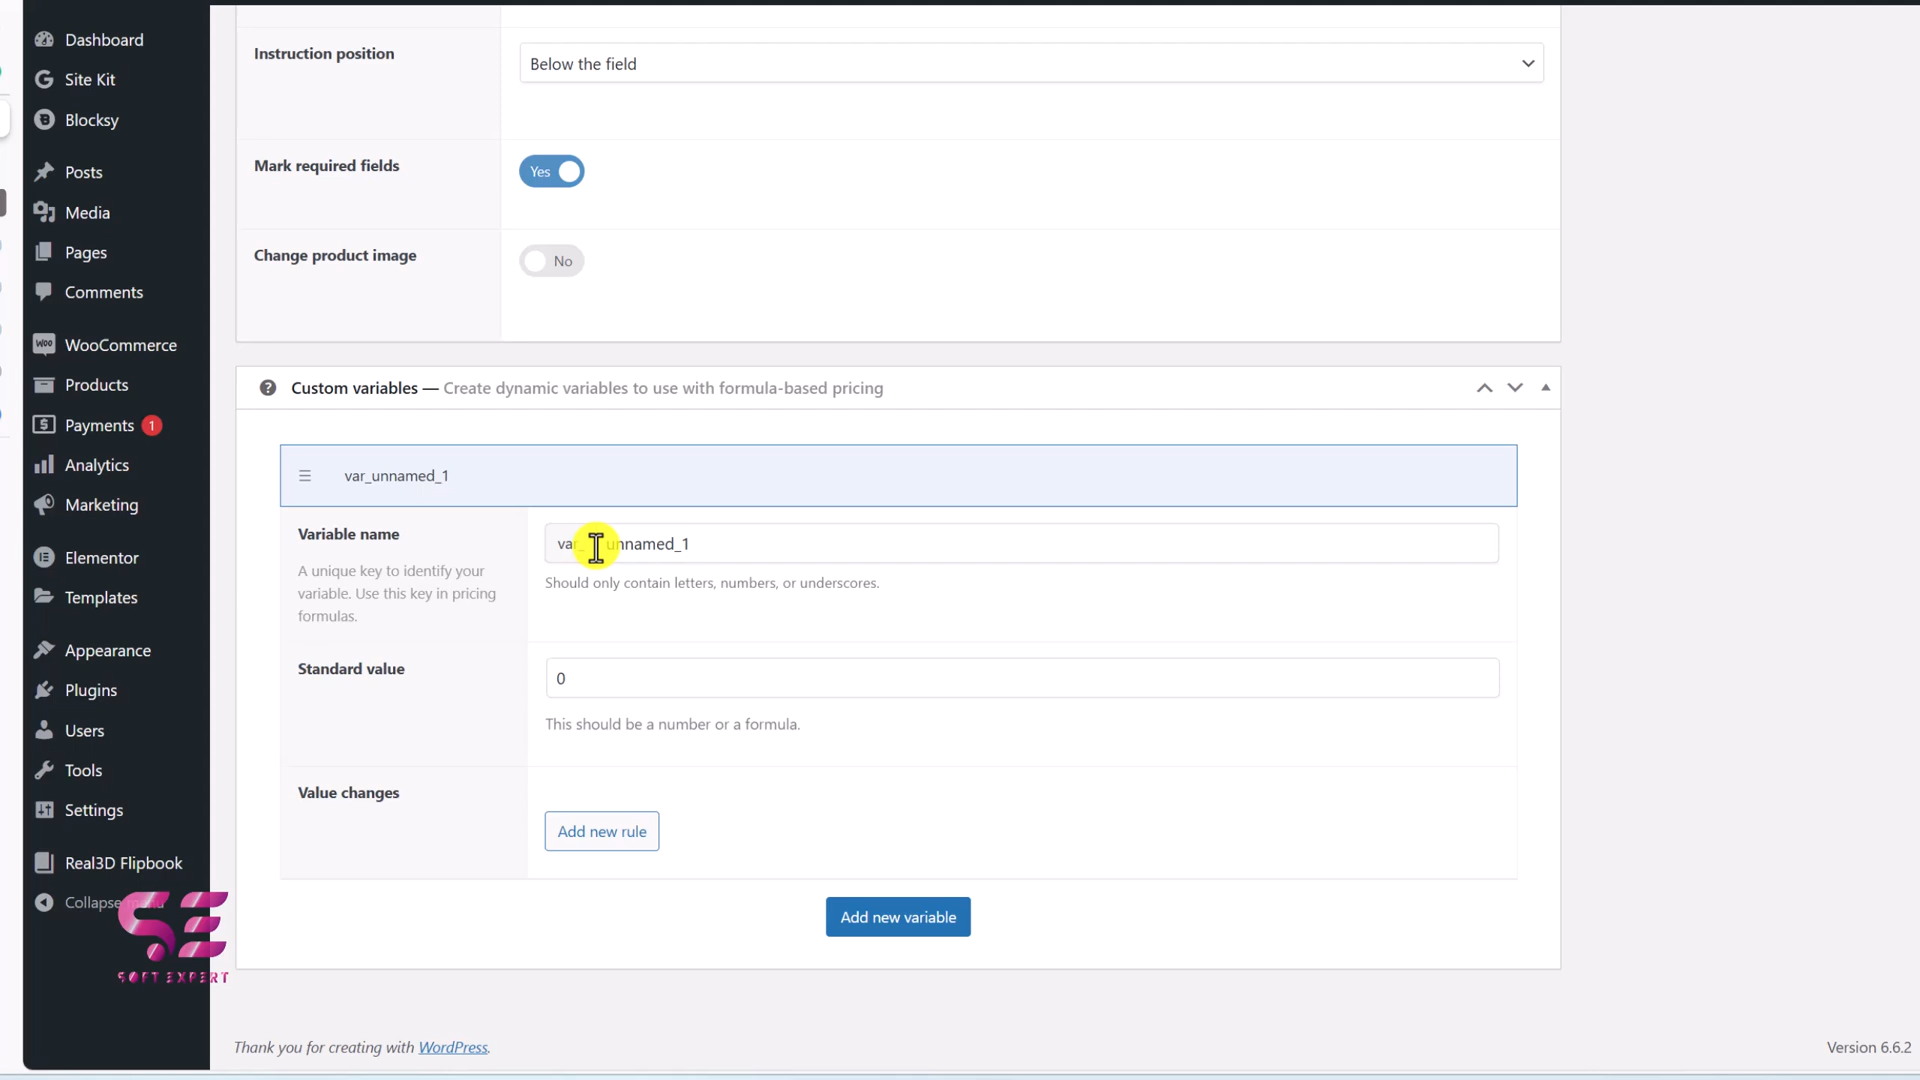 Dashboard
Site Kit
Blocksy
Posts
Media
Pages
Comments
WooCommerce
Products
Payments 1
Analytics
Marketing
Elementor
Templates
Appearance
Plugins
Users
Tools
Settings
Real3D Flipbook
Collapse menu
SE
SOFT EXPERT
Instruction position
Below the field
Mark required fields
Yes
Change product image
No
Custom variables — Create dynamic variables to use with formula-based pricing
var_unnamed_1
Variable name
A unique key to identify your
variable. Use this key in pricing
formulas.
var_ unnamed_1
Should only contain letters, numbers, or underscores.
Standard value
0
This should be a number or a formula.
Value changes
Add new rule
Add new variable
Thank you for creating with WordPress.
Version 6.6.2